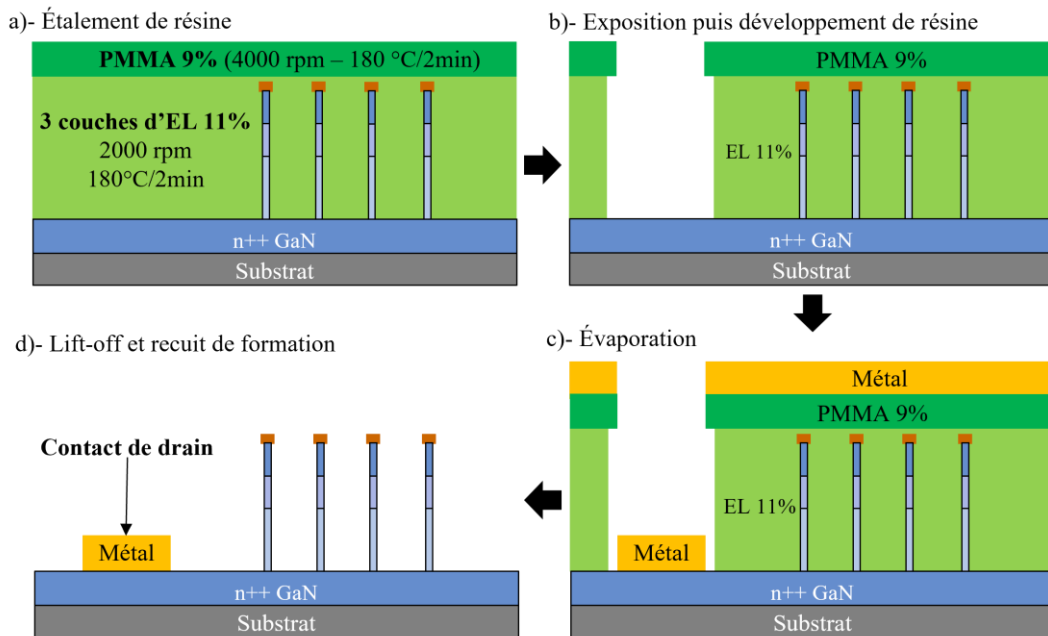 a)- Étalement de résine
PMMA 9% (4000 rpm – 180 °C/2min)
3 couches d’EL 11%
2000 rpm
180°C/2min
n++ GaN
Substrat
b)- Exposition puis développement de résine
PMMA 9%
EL 11%
n++ GaN
Substrat
c)- Évaporation
Métal
PMMA 9%
EL 11%
Métal
n++ GaN
Substrat
d)- Lift-off et recuit de formation
Contact de drain
Métal
n++ GaN
Substrat